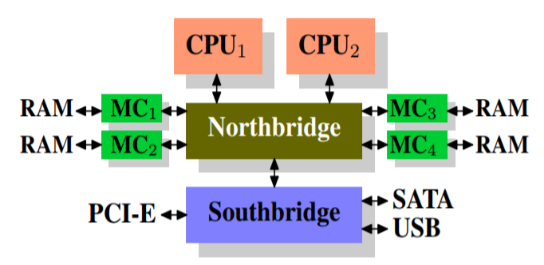 CPU₁ CPU₂
RAM MC₁ MC₃ RAM
Northbridge
RAM MC₂ MC₄ RAM
SATA
PCI-E Southbridge
USB